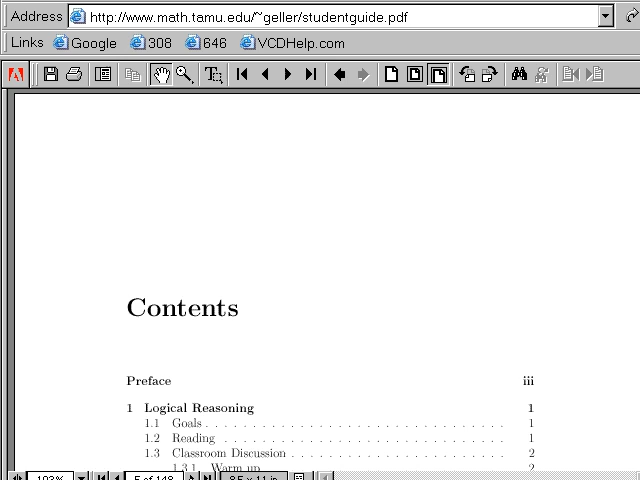 Address http://www.math.tamu.edu/~geller/studentguide.pdf
Links Google 308 646 VCDHelp.com
Contents
Preface iii
1 Logical Reasoning 1
1.1 Goals . . . . . . . . . . . . . . . . . . . . . . . . . . . . . . 1
1.2 Reading . . . . . . . . . . . . . . . . . . . . . . . . . . . . 1
1.3 Classroom Discussion . . . . . . . . . . . . . . . . . . . . 2
1.3.1 Warm up 2
103% 5 of 148 8.5 x 11 in